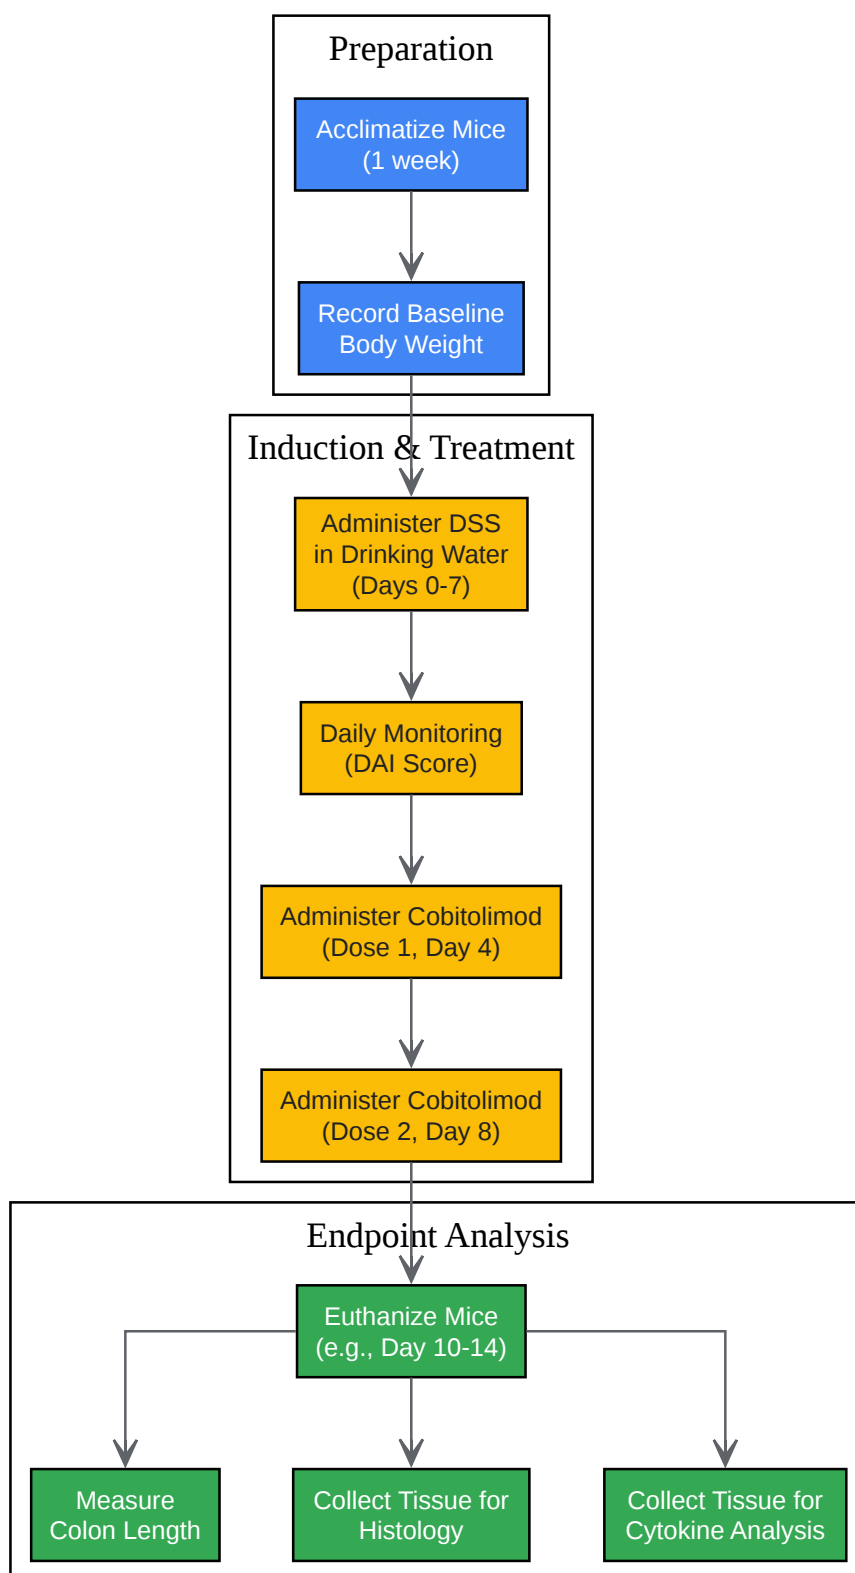 Preparation
Acclimatize Mice
(1 week)
Record Baseline
Body Weight
Induction & Treatment
Administer DSS
in Drinking Water
(Days 0-7)
Daily Monitoring
(DAI Score)
Administer Cobitolimod
(Dose 1, Day 4)
Administer Cobitolimod
(Dose 2, Day 8)
Endpoint Analysis
Euthanize Mice
(e.g., Day 10-14)
Measure
Colon Length
Collect Tissue for
Histology
Collect Tissue for
Cytokine Analysis